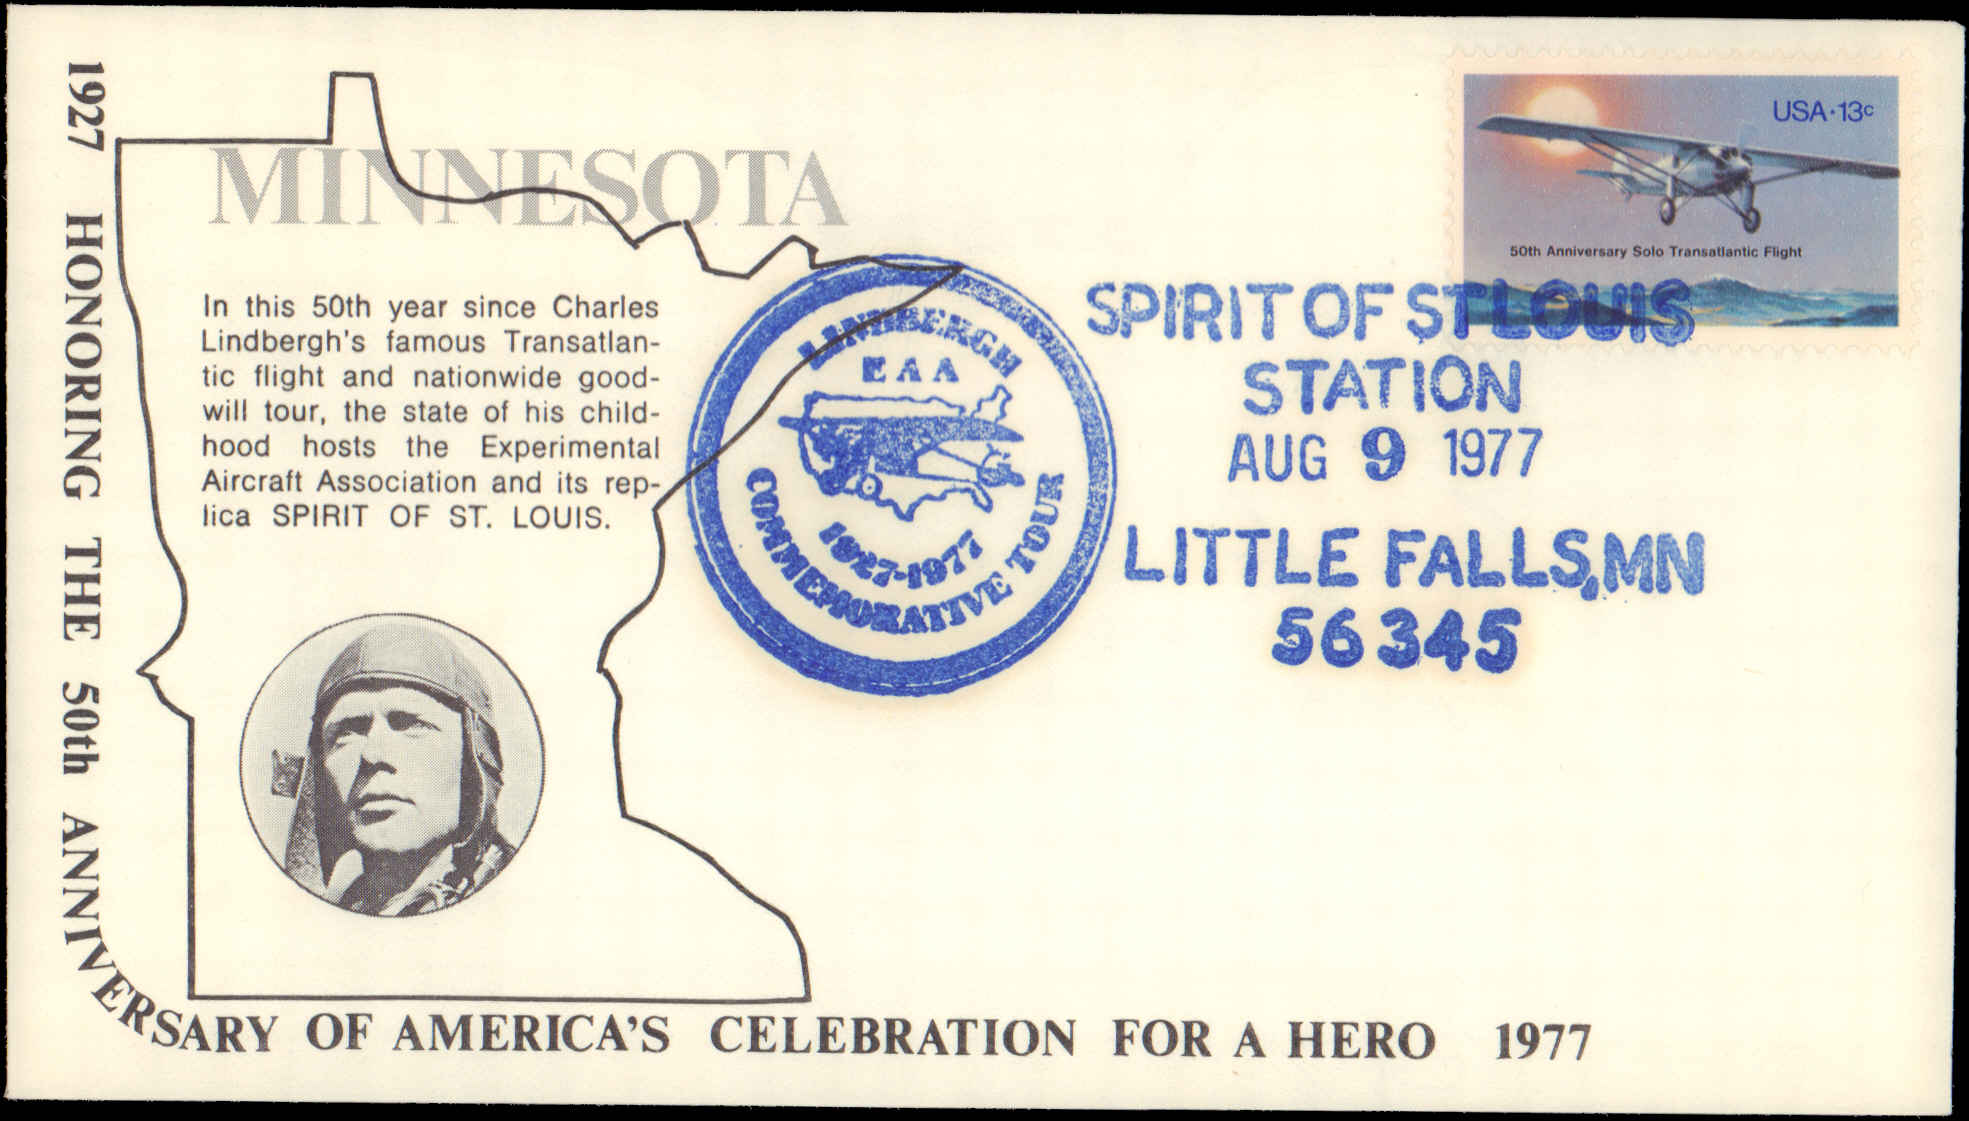 1927 HONORING THE 50th ANNIVERSARY OF AMERICA'S CELEBRATION FOR A HERO 1977
MINNESOTA
In this 50th year since Charles
Lindbergh's famous Transatlan-
tic flight and nationwide good-
will tour, the state of his child-
hood hosts the Experimental
Aircraft Association and its rep-
lica SPIRIT OF ST. LOUIS.
LINDBERGH
EAA
1927-1977
COMMEMORATIVE TOUR
USA·13c
50th Anniversary Solo Transatlantic Flight
SPIRIT OF ST LOUIS
STATION
AUG 9 1977
LITTLE FALLS, MN
56345